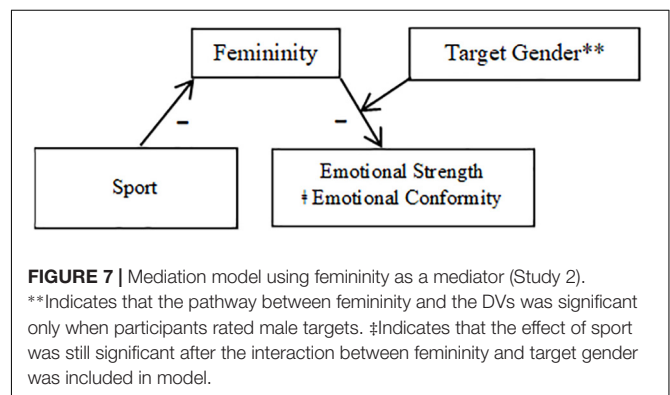 Femininity
Target Gender**
–
–
Sport
Emotional Strength
‡Emotional Conformity
FIGURE 7 | Mediation model using femininity as a mediator (Study 2).
**Indicates that the pathway between femininity and the DVs was significant
only when participants rated male targets. ‡Indicates that the effect of sport
was still significant after the interaction between femininity and target gender
was included in model.